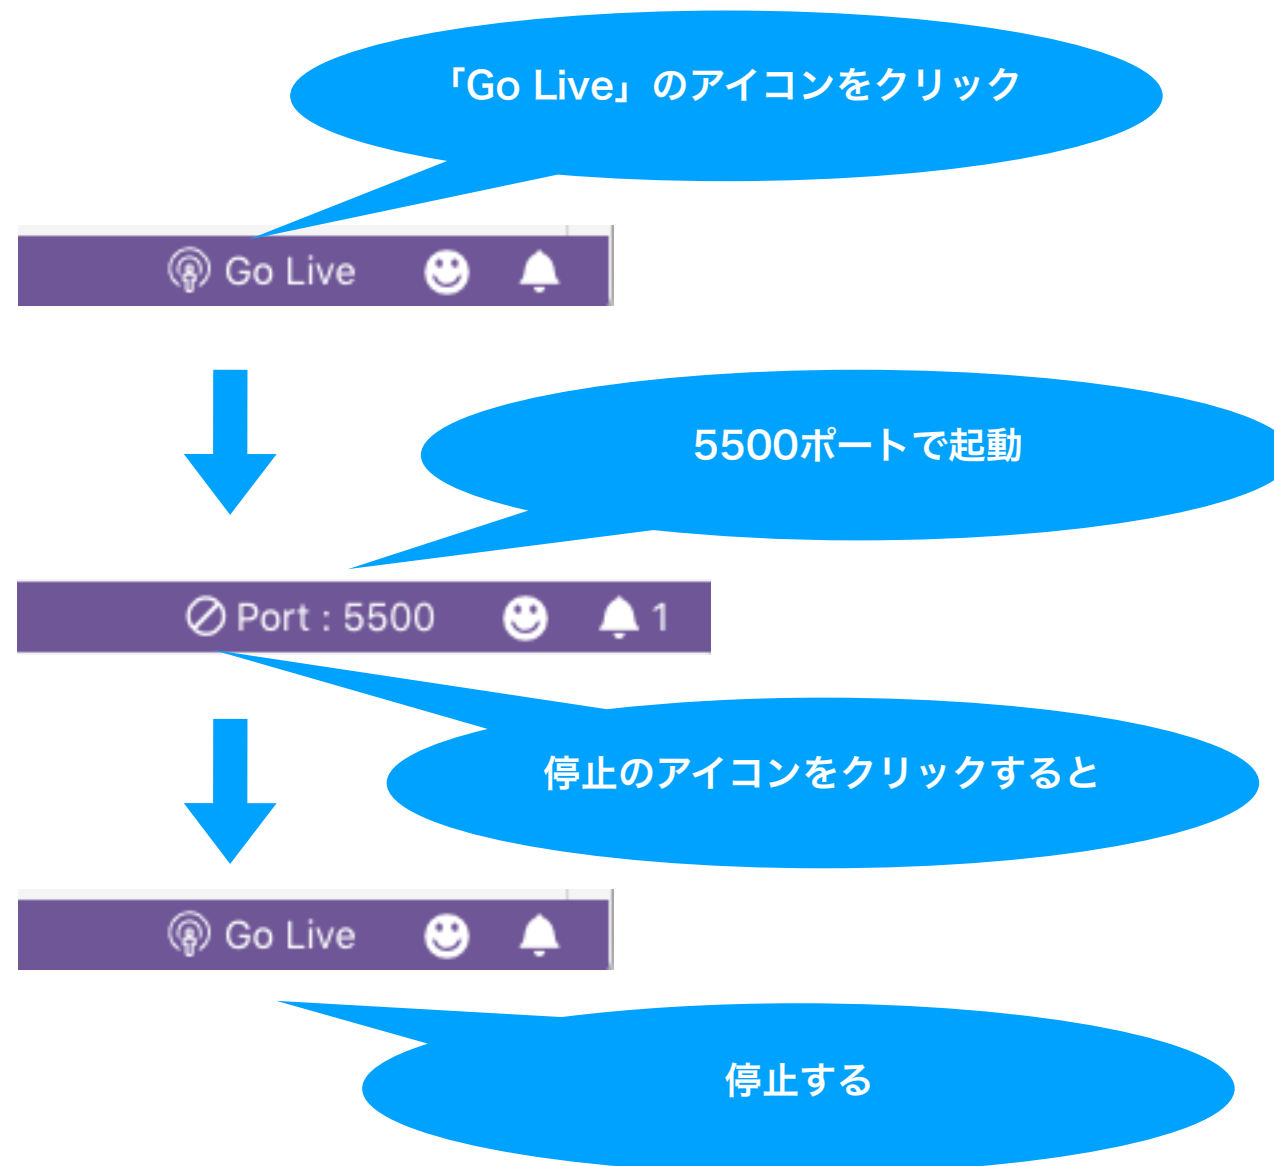 「Go Live」のアイコンをクリック
Go Live
5500ポートで起動
Port : 5500 1
停止のアイコンをクリックすると
Go Live
停止する